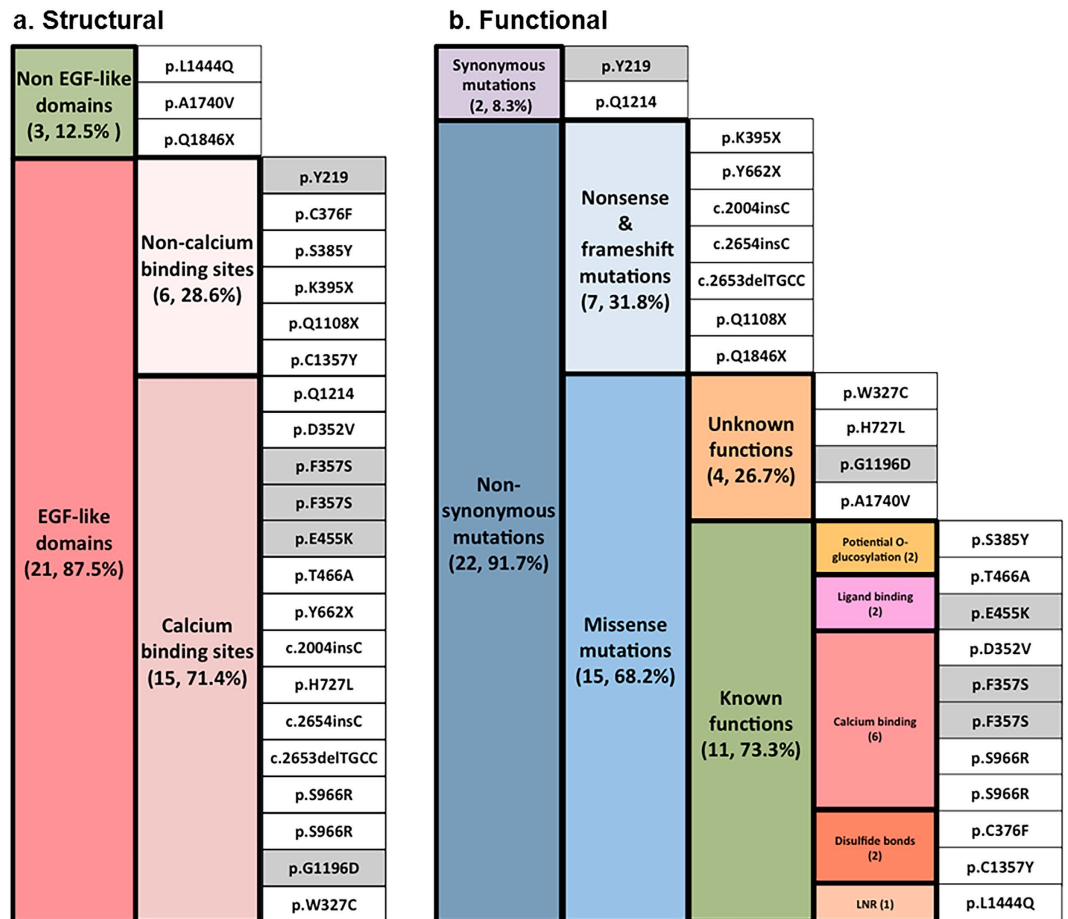 a. Structural
Non EGF-like
domains
(3, 12.5% )
p.L1444Q
p.A1740V
p.Q1846X
EGF-like
domains
(21, 87.5%)
Non-calcium
binding sites
(6, 28.6%)
p.Y219
p.C376F
p.S385Y
p.K395X
p.Q1108X
p.C1357Y
Calcium
binding sites
(15, 71.4%)
p.Q1214
p.D352V
p.F357S
p.F357S
p.E455K
p.T466A
p.Y662X
c.2004insC
p.H727L
c.2654insC
c.2653delTGCC
p.S966R
p.S966R
p.G1196D
p.W327C
b. Functional
Synonymous
mutations
(2, 8.3%)
p.Y219
p.Q1214
Non-
synonymous
mutations
(22, 91.7%)
Nonsense
&
frameshift
mutations
(7, 31.8%)
p.K395X
p.Y662X
c.2004insC
c.2654insC
c.2653delTGCC
p.Q1108X
p.Q1846X
Missense
mutations
(15, 68.2%)
Unknown
functions
(4, 26.7%)
p.W327C
p.H727L
p.G1196D
p.A1740V
Known
functions
(11, 73.3%)
Potiential O-
glucosylation (2)
Ligand binding
(2)
Calcium binding
(6)
Disulfide bonds
(2)
LNR (1)
p.S385Y
p.T466A
p.E455K
p.D352V
p.F357S
p.F357S
p.S966R
p.S966R
p.C376F
p.C1357Y
p.L1444Q